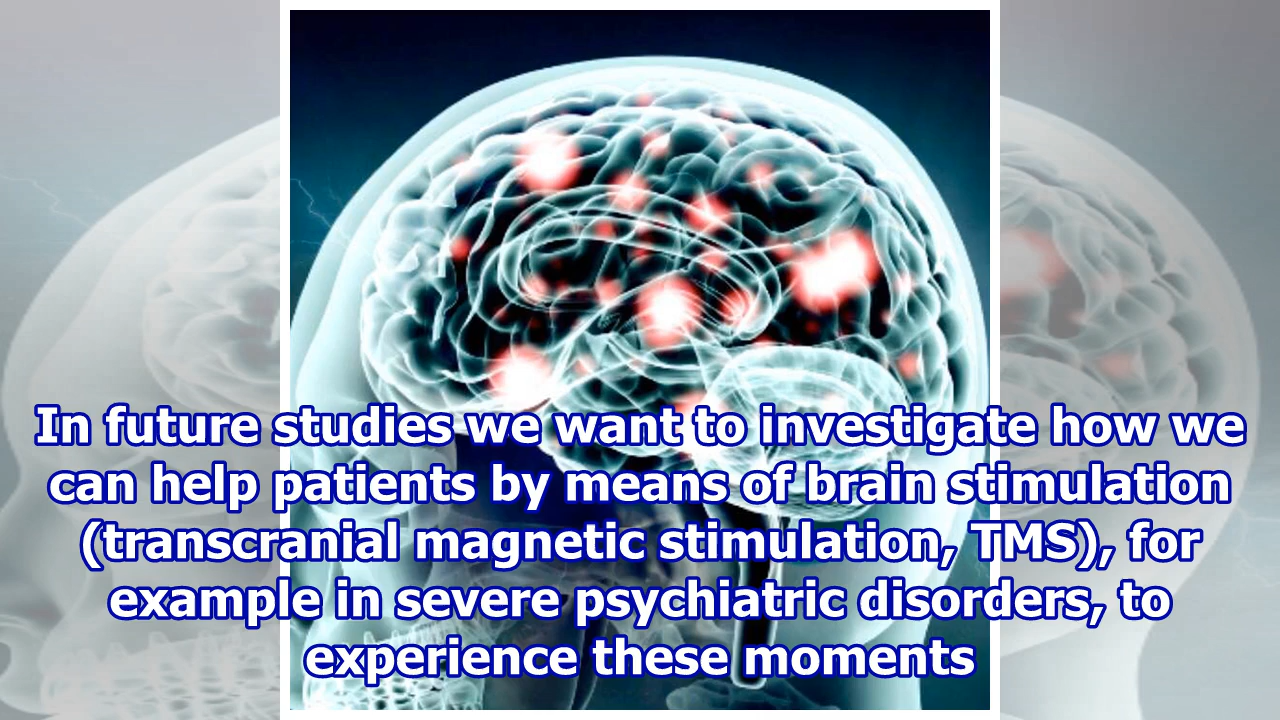 In future studies we want to investigate how we
can help patients by means of brain stimulation
(transcranial magnetic stimulation, TMS), for
example in severe psychiatric disorders, to
experience these moments